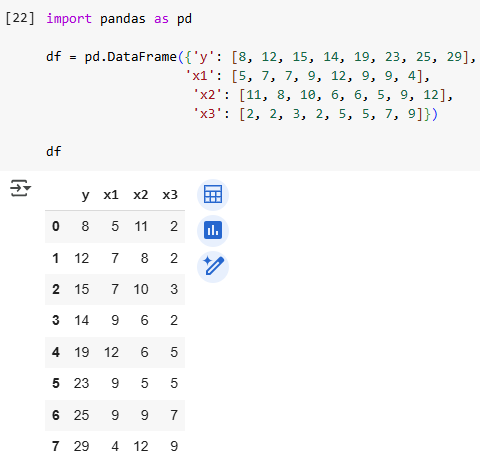 [22] import pandas as pd
df = pd.DataFrame({'y': [8, 12, 15, 14, 19, 23, 25, 29],
'x1': [5, 7, 7, 9, 12, 9, 9, 4],
'x2': [11, 8, 10, 6, 6, 5, 9, 12],
'x3': [2, 2, 3, 2, 5, 5, 7, 9]})
df
y x1 x2 x3
0 8 5 11 2
1 12 7 8 2
2 15 7 10 3
3 14 9 6 2
4 19 12 6 5
5 23 9 5 5
6 25 9 9 7
7 29 4 12 9